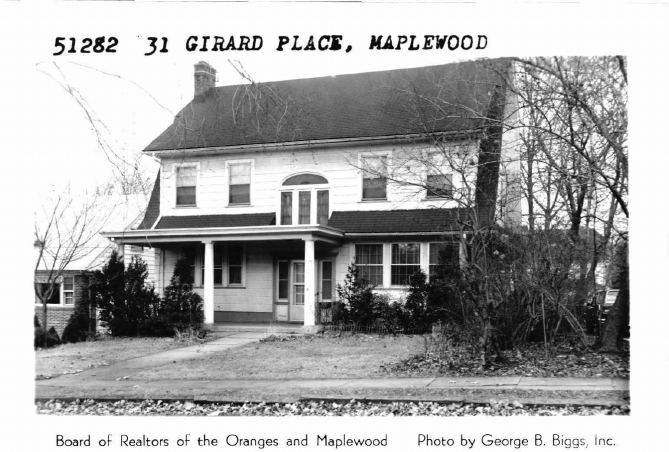 51282 31 GIRARD PLACE, MAPLEWOOD
Board of Realtors of the Oranges and Maplewood Photo by George B. Biggs, Inc.